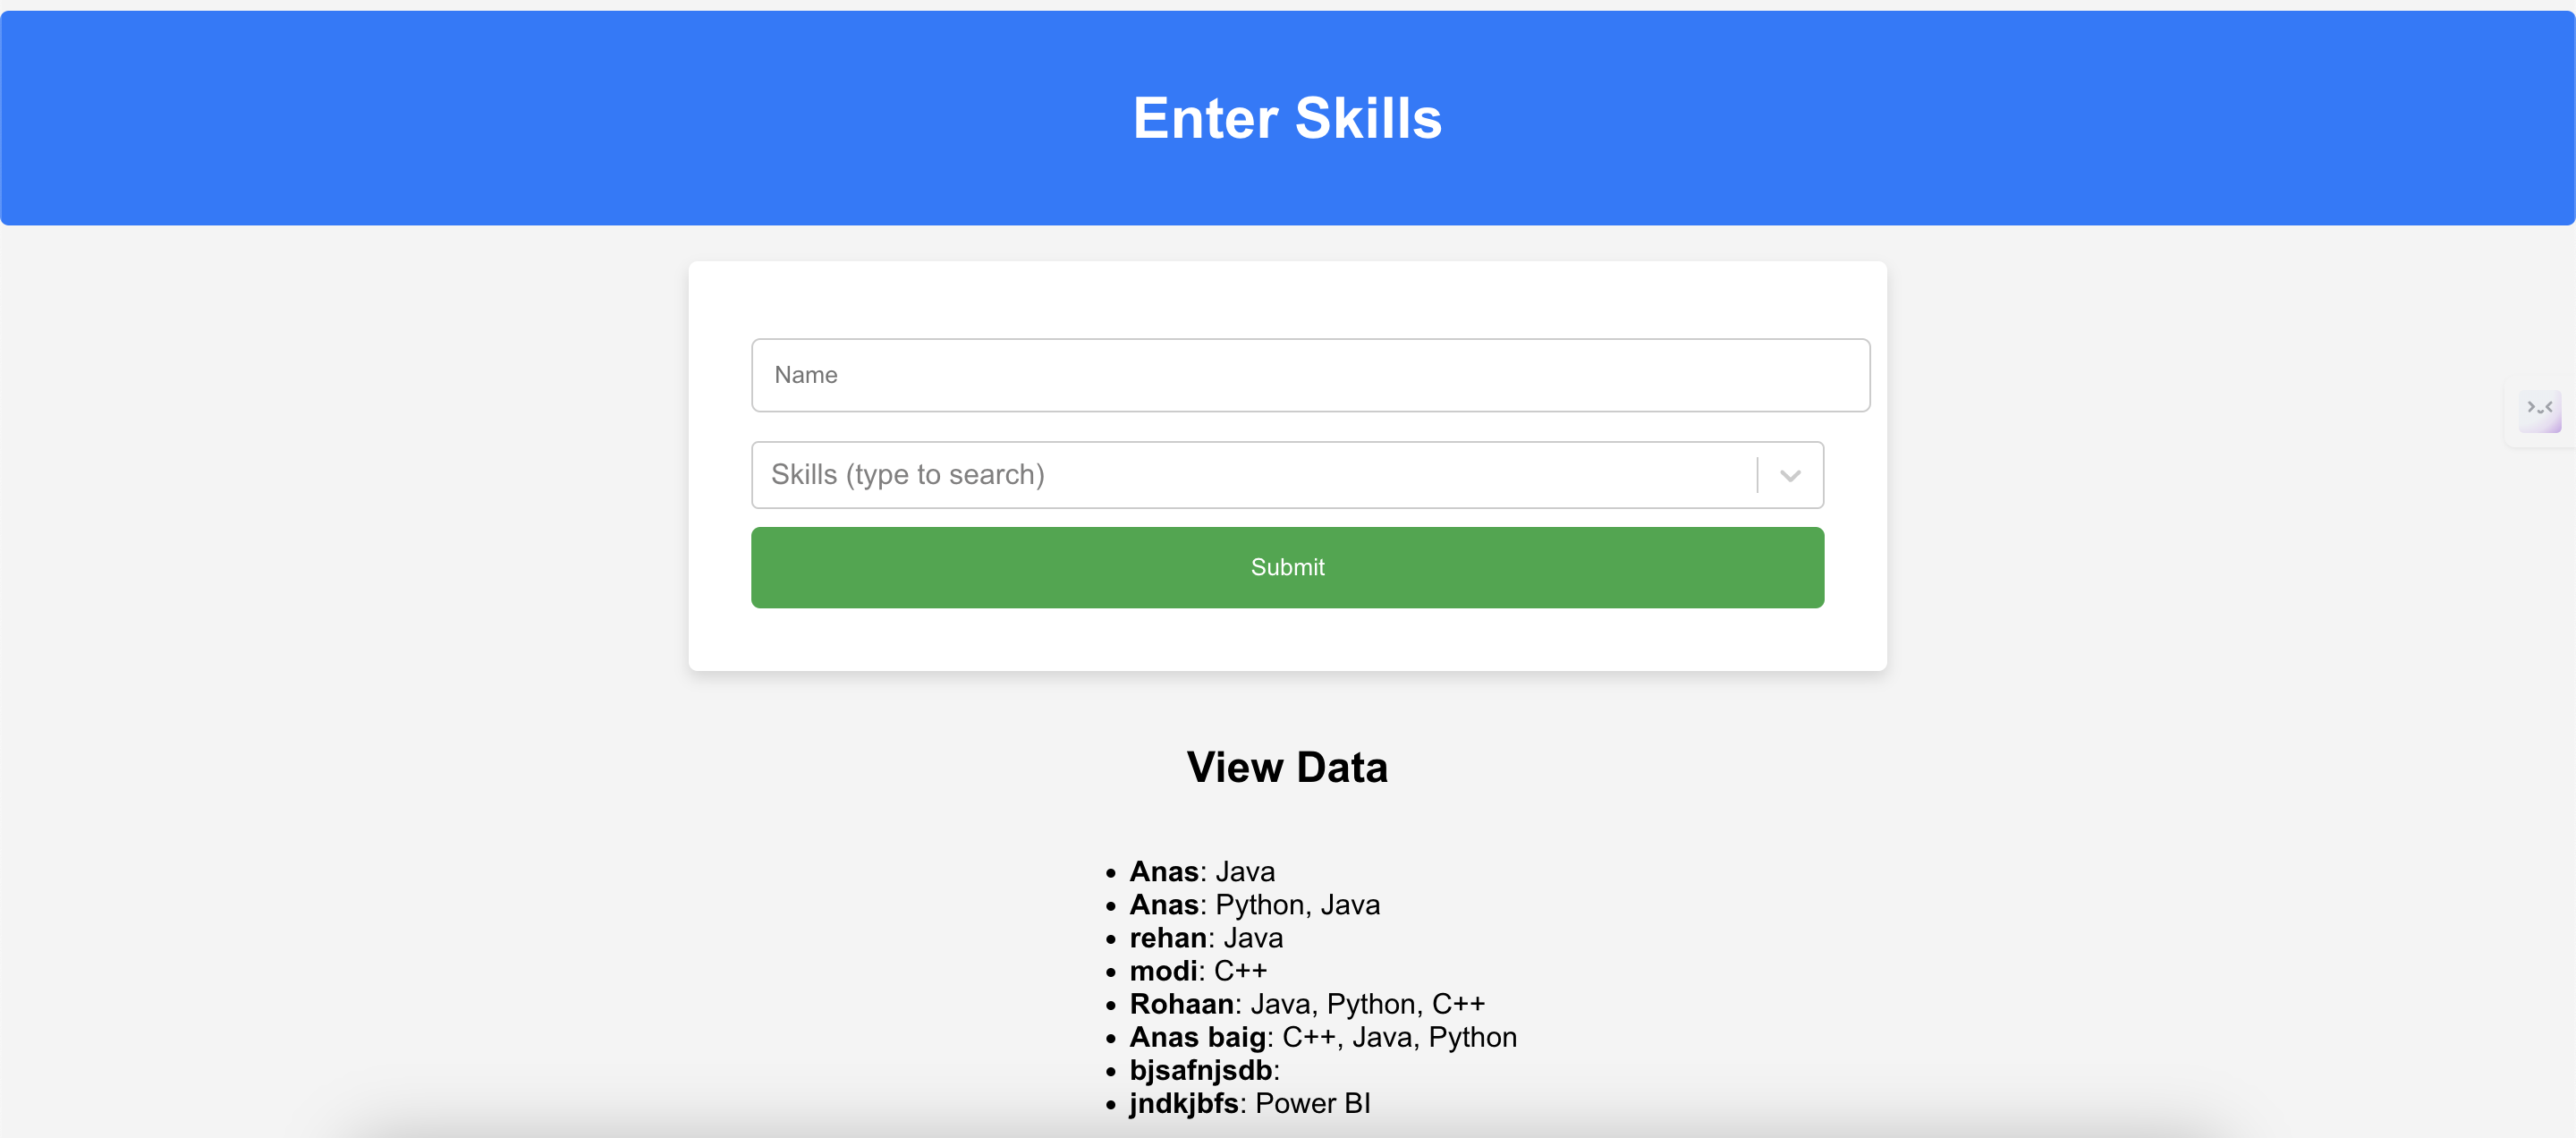 Enter Skills
Name
Skills (type to search)
Submit
View Data
Anas: Java
Anas: Python, Java
rehan: Java
modi: C++
Rohaan: Java, Python, C++
Anas baig: C++, Java, Python
bjsafnjsdb:
jndkjbfs: Power BI